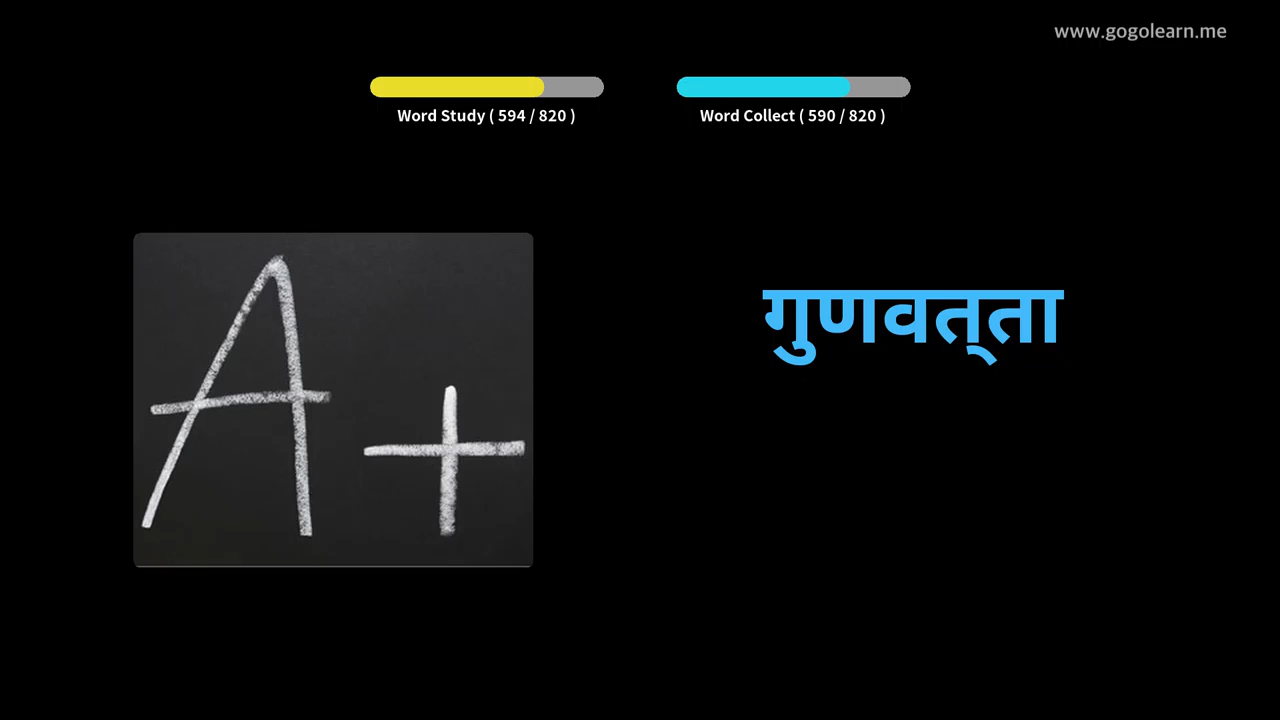 www.gogolearn.me
Word Study ( 594 / 820 )
Word Collect ( 590 / 820 )
A+
गुणवत्‌ता